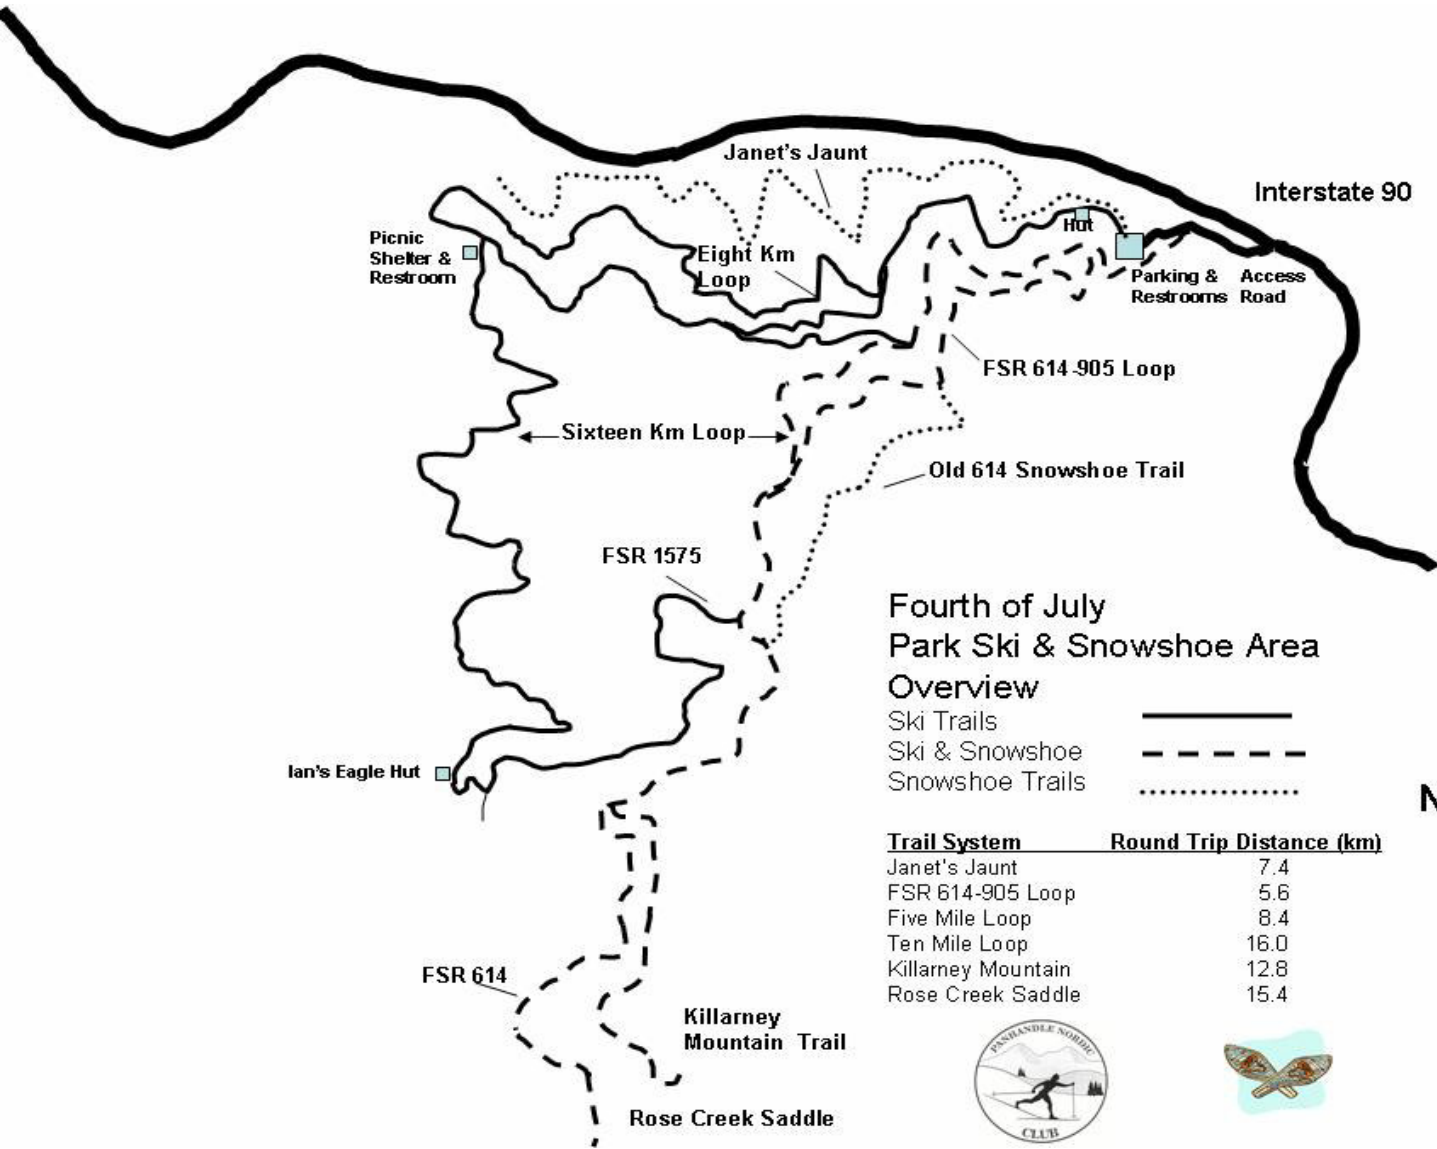 Janet's Jaunt
Interstate 90
Picnic
Shelter &
Restroom
Hut
Eight Km
Loop
Parking &
Restrooms
Access
Road
FSR 614-905 Loop
Sixteen Km Loop
Old 614 Snowshoe Trail
FSR 1575
Fourth of July
Park Ski & Snowshoe Area
Overview
Ski Trails
Ski & Snowshoe
Snowshoe Trails
Ian's Eagle Hut
N
Trail System Round Trip Distance (km)
Janet's Jaunt 7.4
FSR 614-905 Loop 5.6
Five Mile Loop 8.4
Ten Mile Loop 16.0
Killarney Mountain 12.8
Rose Creek Saddle 15.4
FSR 614
Killarney
Mountain Trail
Rose Creek Saddle
PANHANDLE NORDIC
CLUB